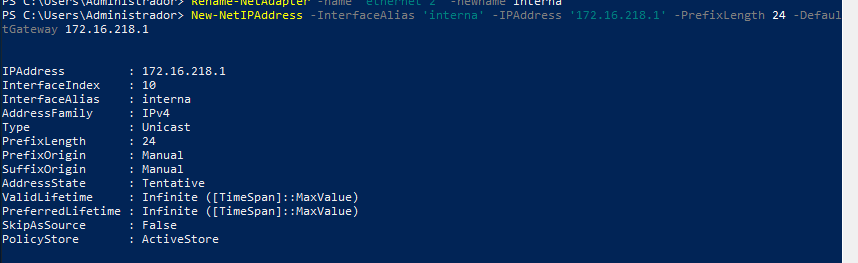 PS C:\Users\Administrador> Rename-NetAdapter -name 'ethernet 2' -newname interna
PS C:\Users\Administrador> New-NetIPAddress -InterfaceAlias 'interna' -IPAddress '172.16.218.1' -PrefixLength 24 -Defaul
tGateway 172.16.218.1
IPAddress : 172.16.218.1
InterfaceIndex : 10
InterfaceAlias : interna
AddressFamily : IPv4
Type : Unicast
PrefixLength : 24
PrefixOrigin : Manual
SuffixOrigin : Manual
AddressState : Tentative
ValidLifetime : Infinite ([TimeSpan]::MaxValue)
PreferredLifetime : Infinite ([TimeSpan]::MaxValue)
SkipAsSource : False
PolicyStore : ActiveStore